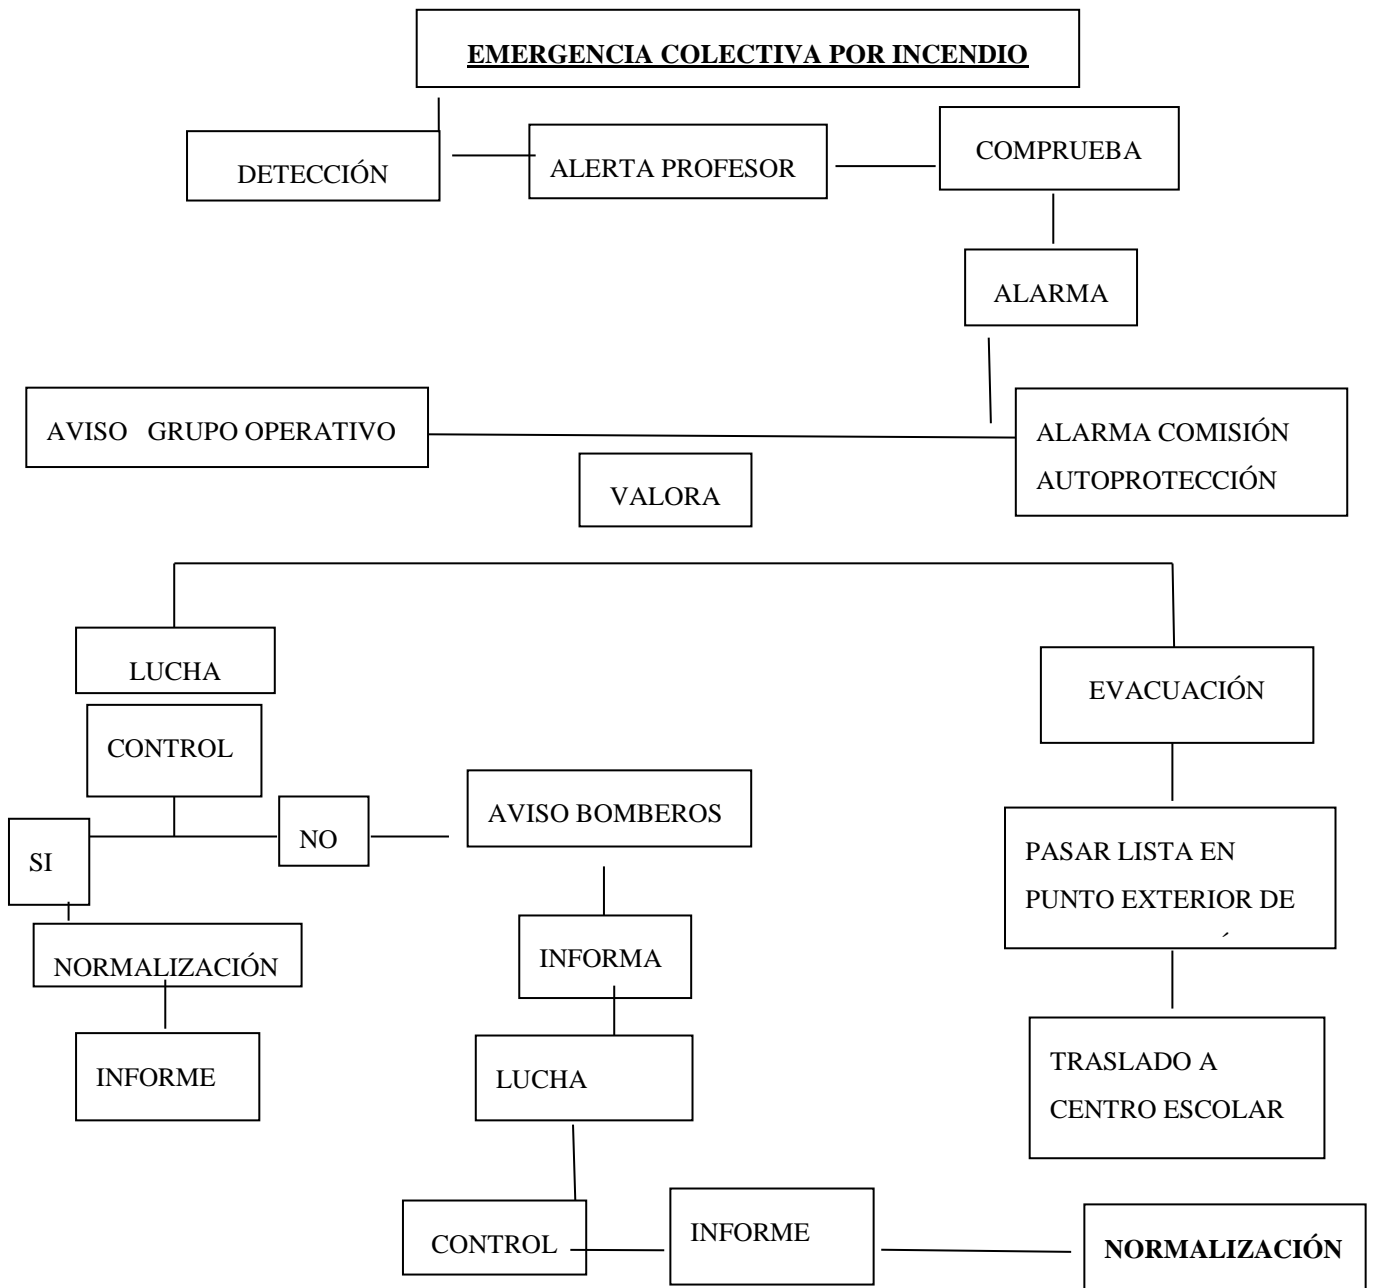 EMERGENCIA COLECTIVA POR INCENDIO
DETECCIÓN
ALERTA PROFESOR
COMPRUEBA
ALARMA
AVISO GRUPO OPERATIVO
ALARMA COMISIÓN
AUTOPROTECCIÓN
VALORA
LUCHA
EVACUACIÓN
CONTROL
SI
NO
AVISO BOMBEROS
PASAR LISTA EN
PUNTO EXTERIOR DE
NORMALIZACIÓN
INFORMA
INFORME
LUCHA
TRASLADO A
CENTRO ESCOLAR
CONTROL
INFORME
NORMALIZACIÓN